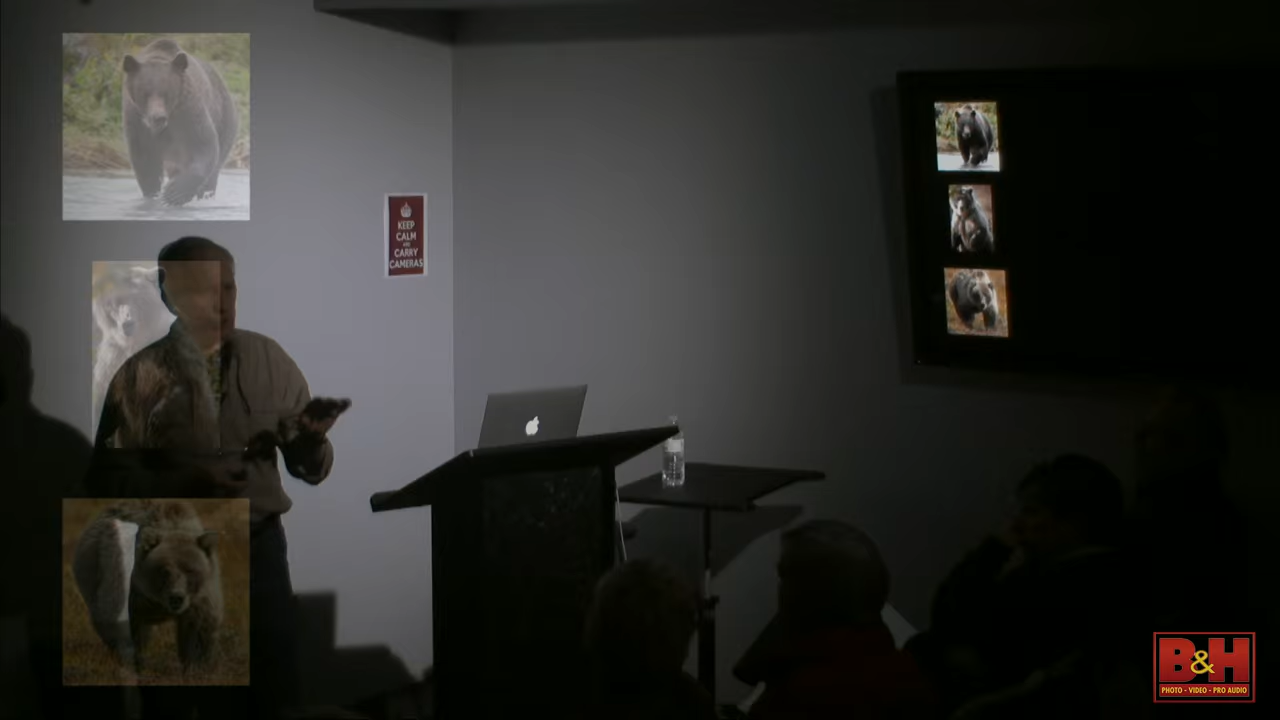 KEEP
CALM
AND
CARRY
CAMERAS
B&H
PHOTO - VIDEO - PRO AUDIO